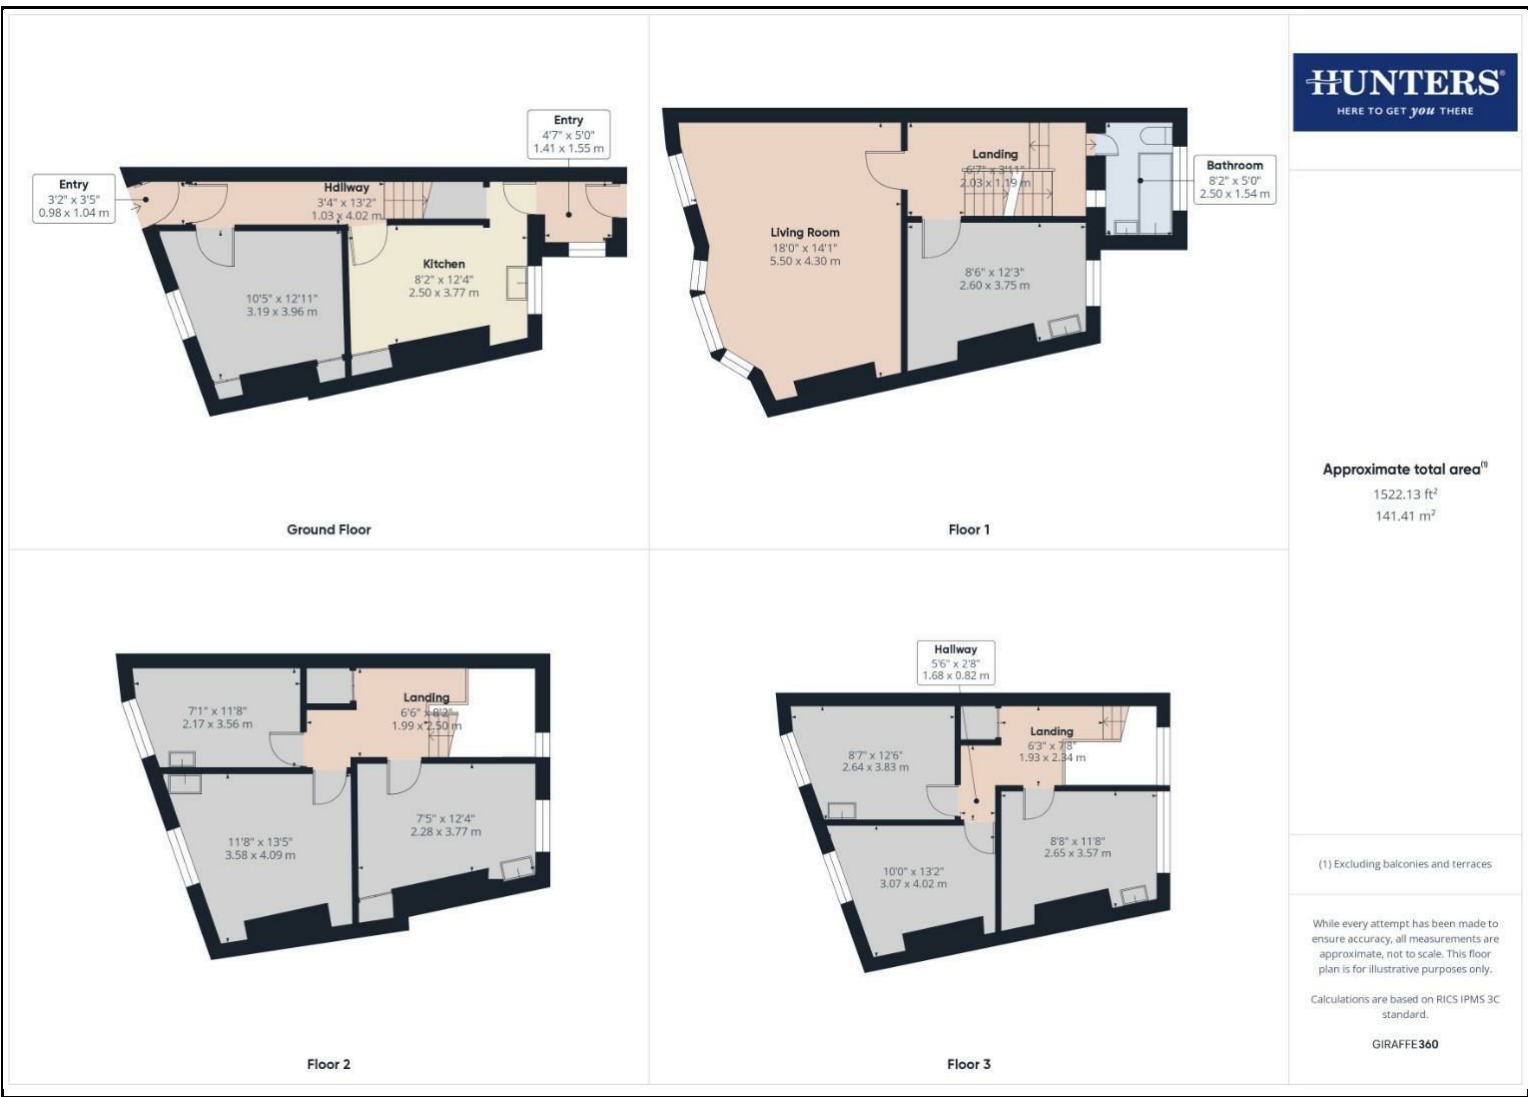 Entry
4'7" x 5'0"
1.41 x 1.55 m
Entry
3'2" x 3'5"
0.98 x 1.04 m
Hallway
3'4" x 13'2"
1.03 x 4.02 m
Kitchen
8'2" x 12'4"
2.50 x 3.77 m
10'5" x 12'11"
3.19 x 3.96 m
Ground Floor
Landing
6'7" x 3'11"
2.03 x 1.19 m
Bathroom
8'2" x 5'0"
2.50 x 1.54 m
Living Room
18'0" x 14'1"
5.50 x 4.30 m
8'6" x 12'3"
2.60 x 3.75 m
Floor 1
7'1" x 11'8"
2.17 x 3.56 m
Landing
6'6" x 8'2"
1.99 x 2.50 m
11'8" x 13'5"
3.58 x 4.09 m
7'5" x 12'4"
2.28 x 3.77 m
Floor 2
Hallway
5'6" x 2'8"
1.68 x 0.82 m
8'7" x 12'6"
2.64 x 3.83 m
Landing
6'3" x 7'8"
1.93 x 2.34 m
10'0" x 13'2"
3.07 x 4.02 m
8'8" x 11'8"
2.65 x 3.57 m
Floor 3
HUNTERS®
HERE TO GET you THERE
Approximate total area(1)
1522.13 ft²
141.41 m²
(1) Excluding balconies and terraces
While every attempt has been made to
ensure accuracy, all measurements are
approximate, not to scale. This floor
plan is for illustrative purposes only.
Calculations are based on RICS IPMS 3C
standard.
GIRAFFE360